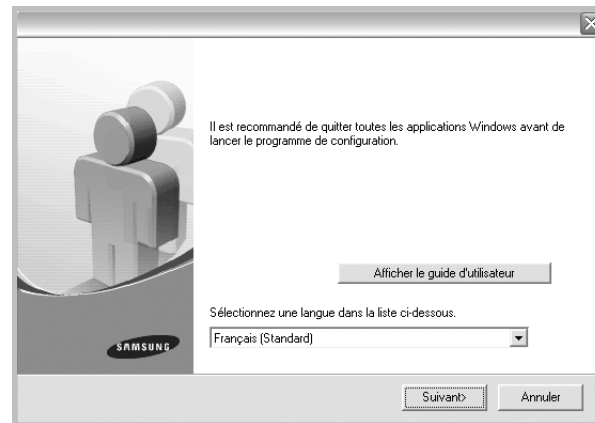 Il est recommandé de quitter toutes les applications Windows avant de
lancer le programme de configuration.
Afficher le guide d'utilisateur
Sélectionnez une langue dans la liste ci-dessous.
Français (Standard)
SAMSUNG
Suivant>
Annuler